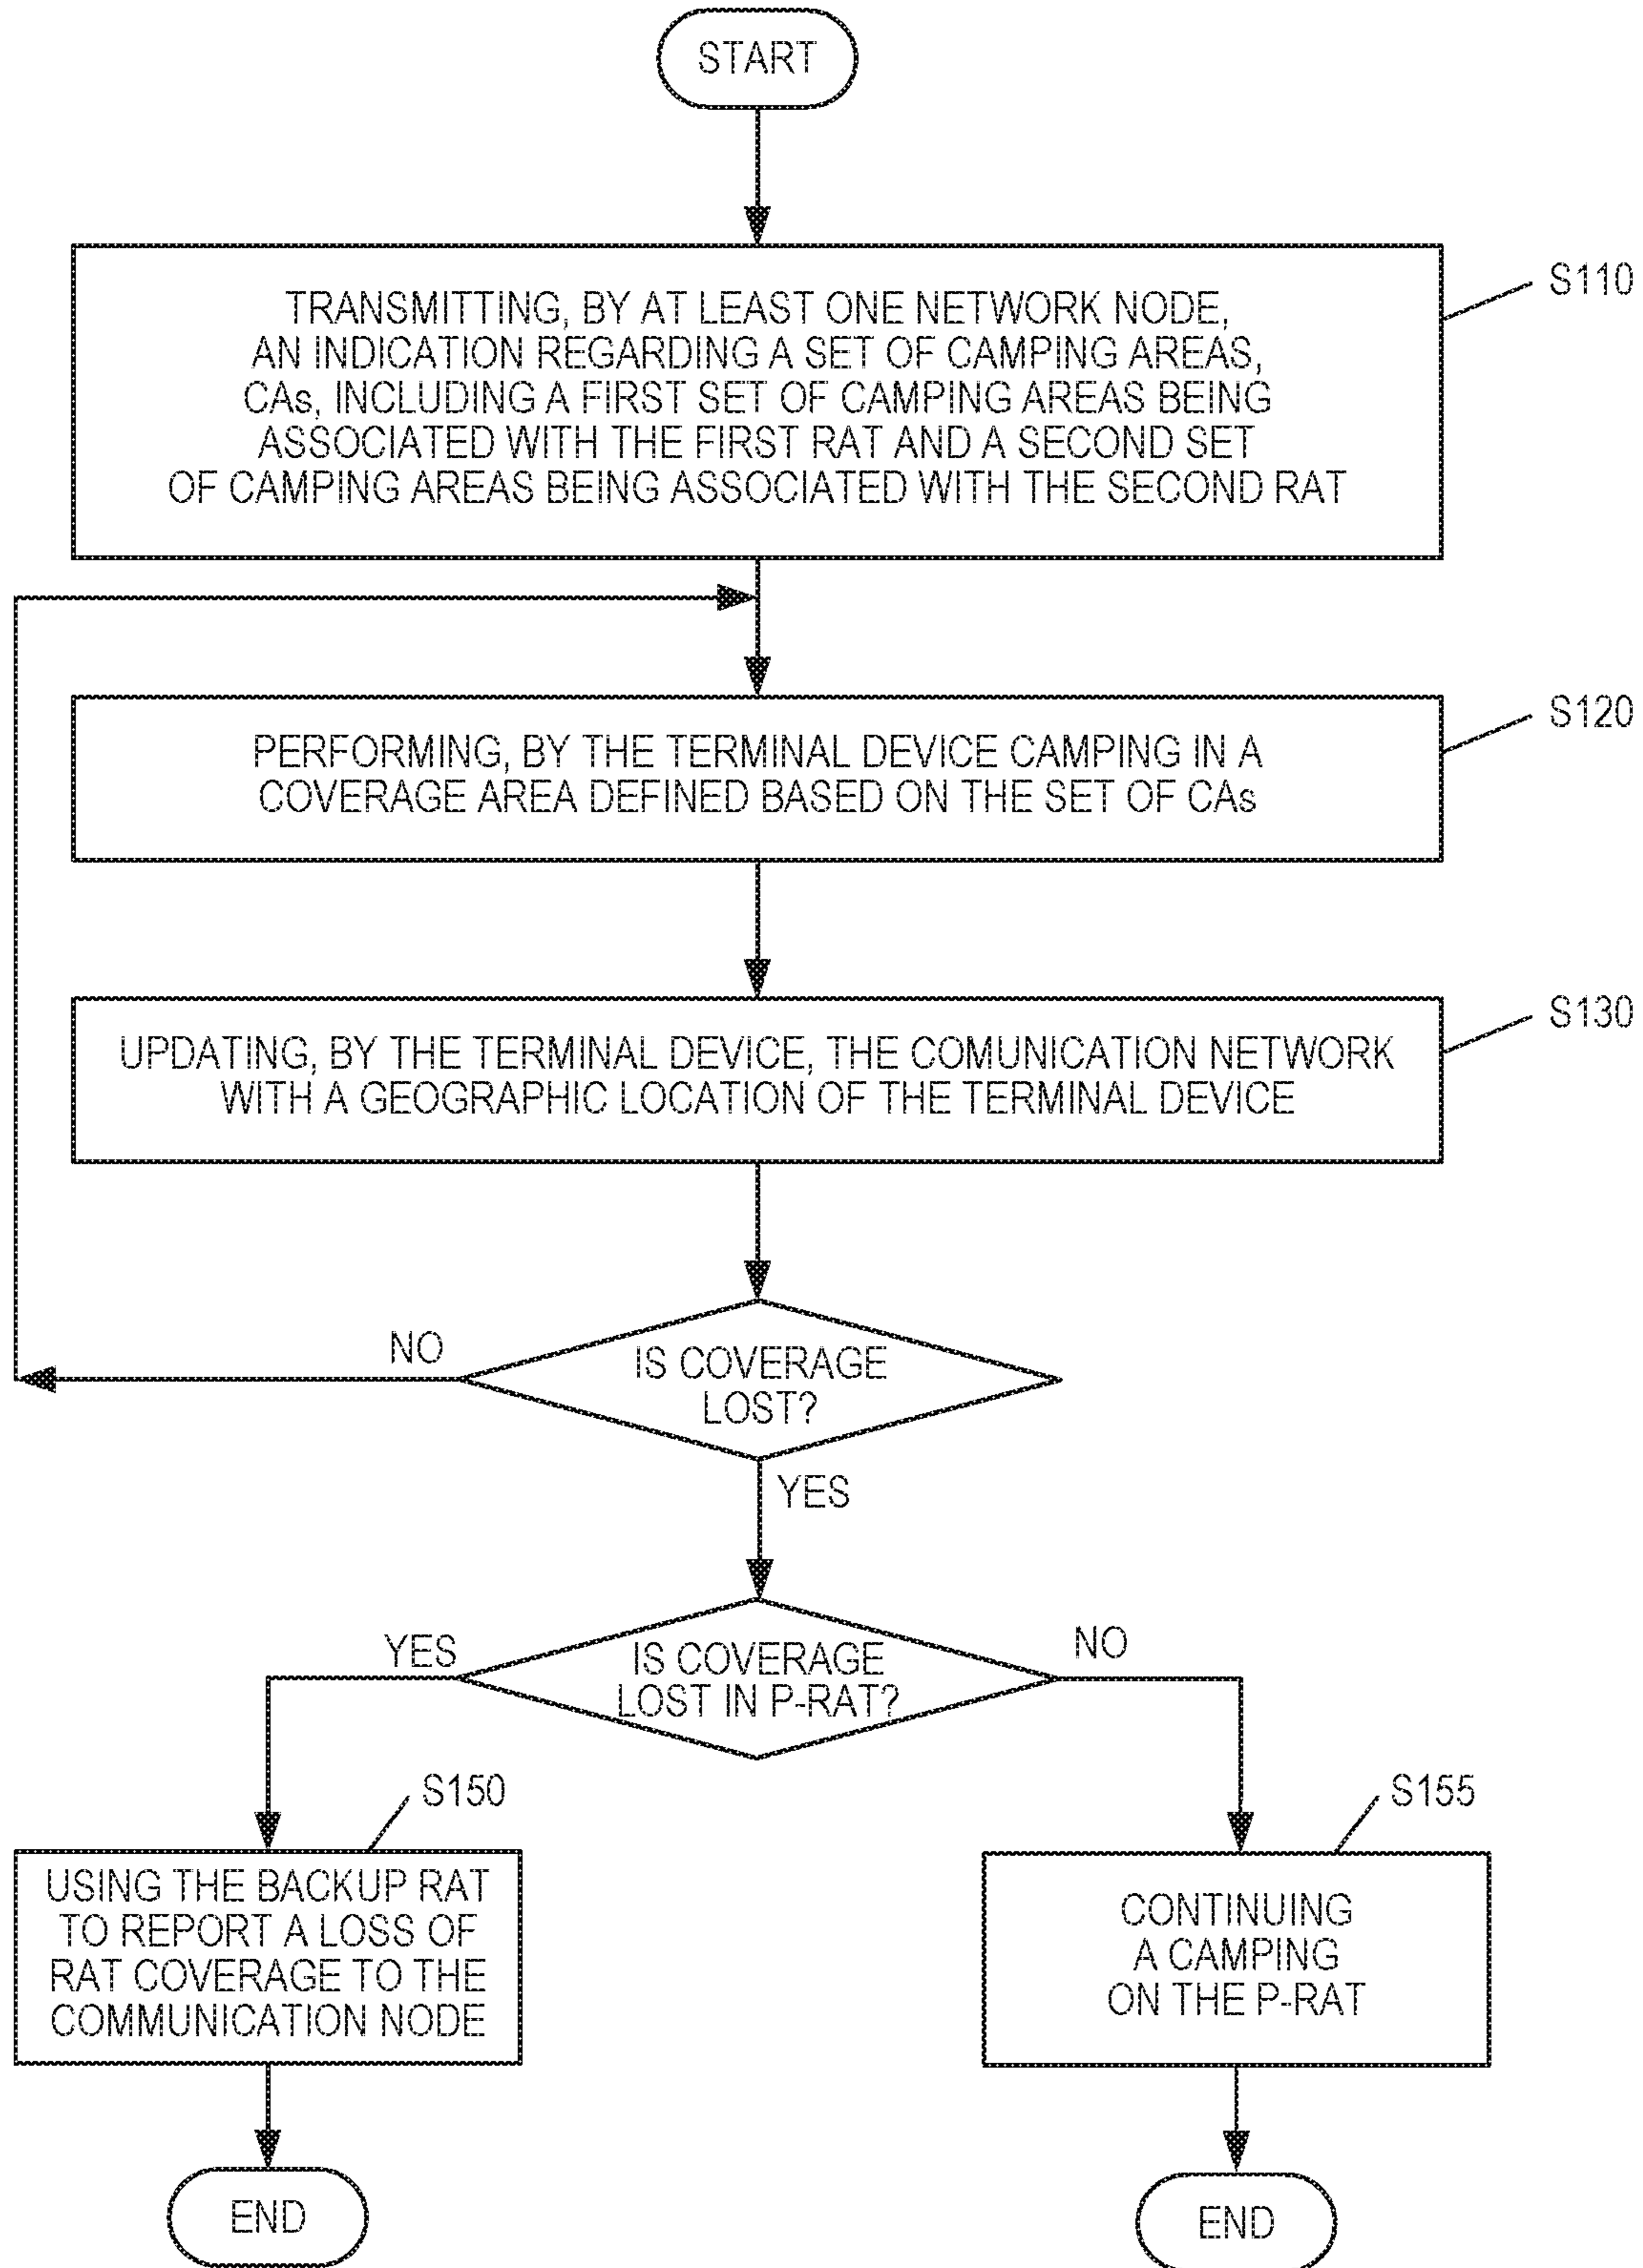 START
TRANSMITTING, BY AT LEAST ONE NETWORK NODE,
AN INDICATION REGARDING A SET OF CAMPING AREAS,
CAs, INCLUDING A FIRST SET OF CAMPING AREAS BEING
ASSOCIATED WITH THE FIRST RAT AND A SECOND SET
OF CAMPING AREAS BEING ASSOCIATED WITH THE SECOND RAT
S110
PERFORMING, BY THE TERMINAL DEVICE CAMPING IN A
COVERAGE AREA DEFINED BASED ON THE SET OF CAs
S120
UPDATING, BY THE TERMINAL DEVICE, THE COMUNICATION NETWORK
WITH A GEOGRAPHIC LOCATION OF THE TERMINAL DEVICE
S130
NO
IS COVERAGE
LOST?
YES
YES
IS COVERAGE
LOST IN P-RAT?
NO
S150
USING THE BACKUP RAT
TO REPORT A LOSS OF
RAT COVERAGE TO THE
COMMUNICATION NODE
S155
CONTINUING
A CAMPING
ON THE P-RAT
END
END